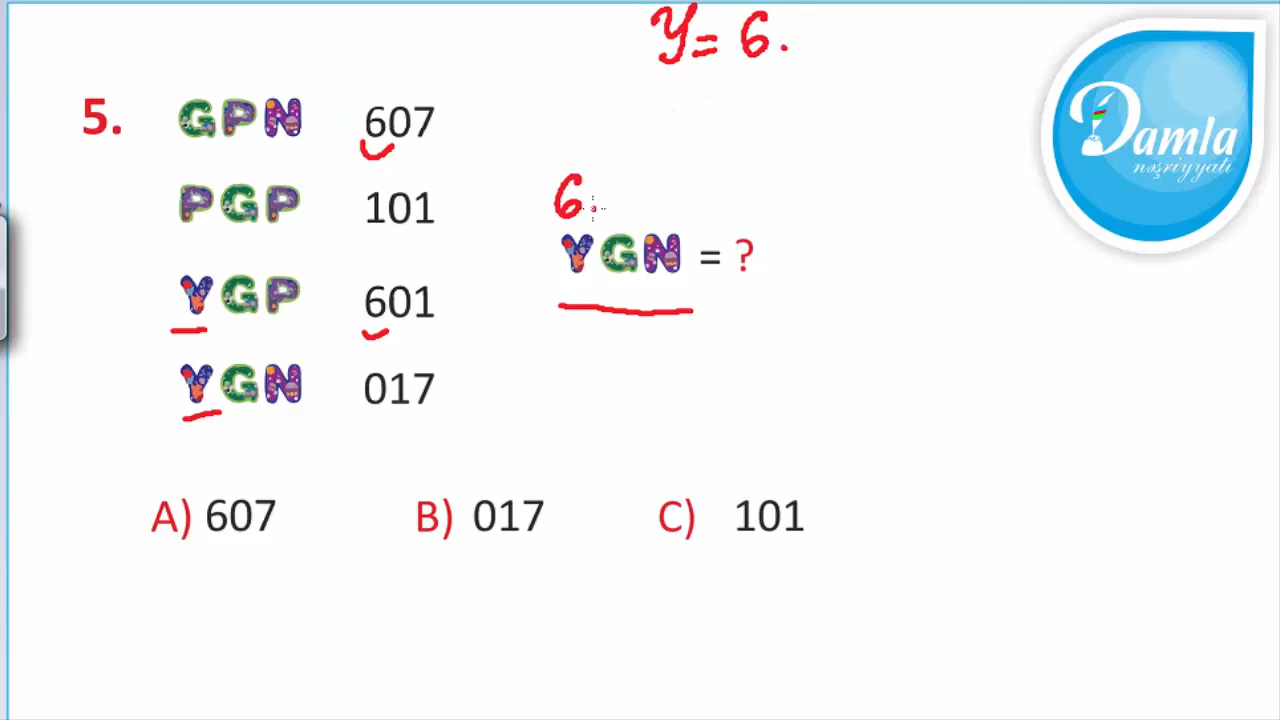 Y= 6.
5. GPN 607
PGP 101
6.
YGN = ?
YGP 601
YGN 017
A) 607 B) 017 C) 101
Damla
nəşriyyatı